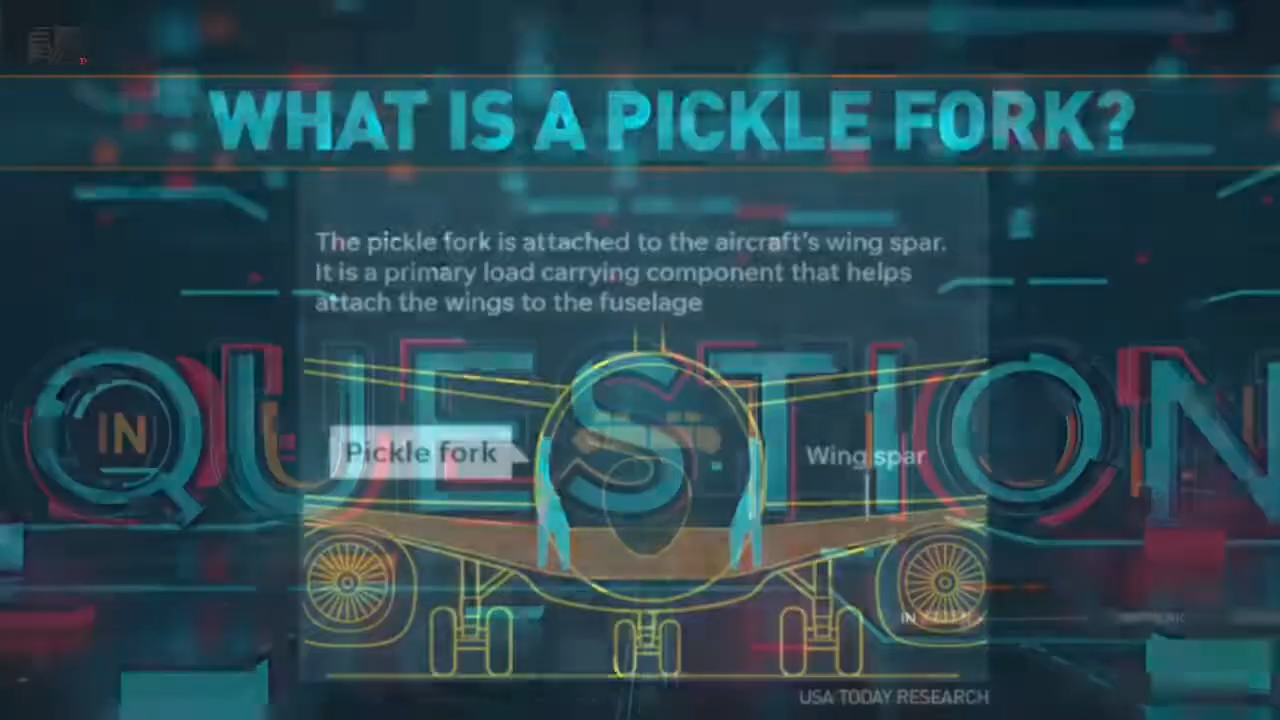 WHAT IS A PICKLE FORK?
The pickle fork is attached to the aircraft's wing spar.
It is a primary load carrying component that helps
attach the wings to the fuselage
IN QUESTION
Pickle fork
Wing spar
IN
USA TODAY RESEARCH